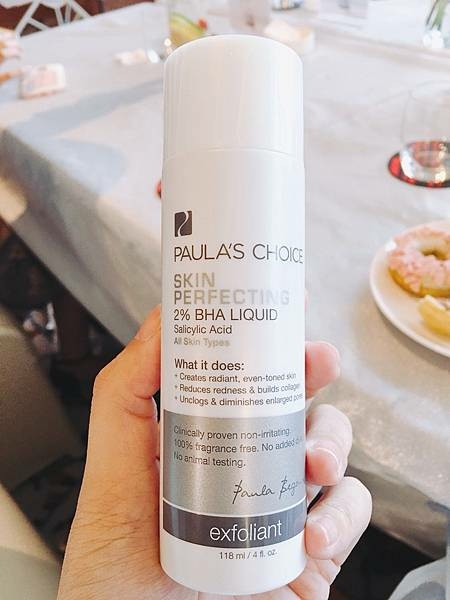 PAULA'S CHOICE
SKIN
PERFECTING
2% BHA LIQUID
Salicylic Acid
All Skin Types
What it does:
+ Creates radiant, even-toned skin
+ Reduces redness & builds collagen
+ Unclogs & diminishes enlarged pores
Clinically proven non-irritating.
100% fragrance free. No added
No animal testing.
Paula
exfoliant
118 ml / 4 fl. oz.